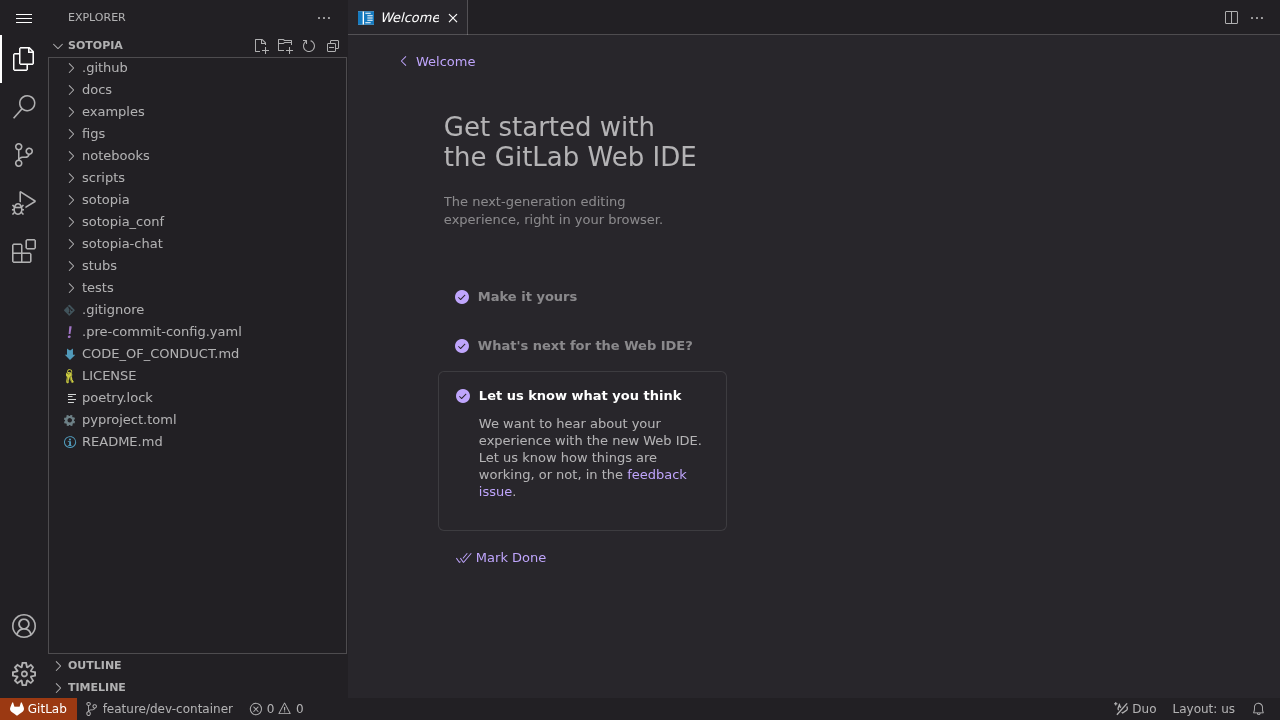 EXPLORER
SOTOPIA
.github
docs
examples
figs
notebooks
scripts
sotopia
sotopia_conf
sotopia-chat
stubs
tests
.gitignore
.pre-commit-config.yaml
CODE_OF_CONDUCT.md
LICENSE
poetry.lock
pyproject.toml
README.md
OUTLINE
TIMELINE
Welcome
Welcome
Get started with
the GitLab Web IDE
The next-generation editing
experience, right in your browser.
Make it yours
What's next for the Web IDE?
Let us know what you think
We want to hear about your
experience with the new Web IDE.
Let us know how things are
working, or not, in the feedback
issue.
Mark Done
GitLab
feature/dev-container
0
0
Duo
Layout: us